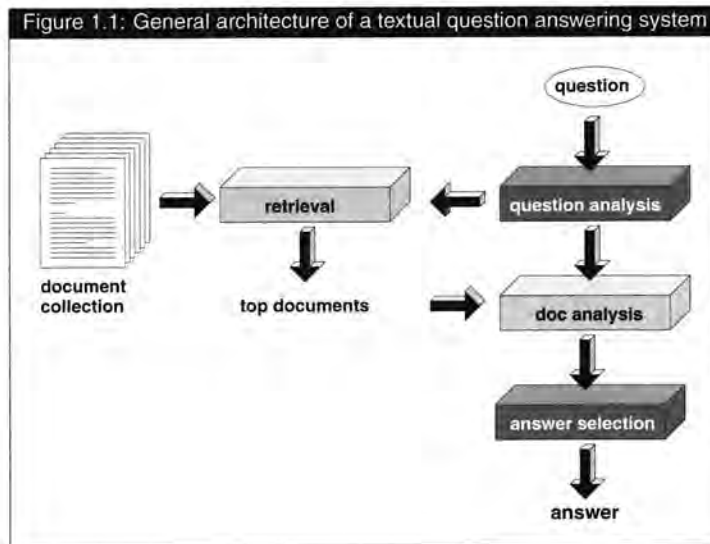 Figure 1.1: General architecture of a textual question answering system
question
retrieval
question analysis
document
collection
top documents
doc analysis
answer selection
answer